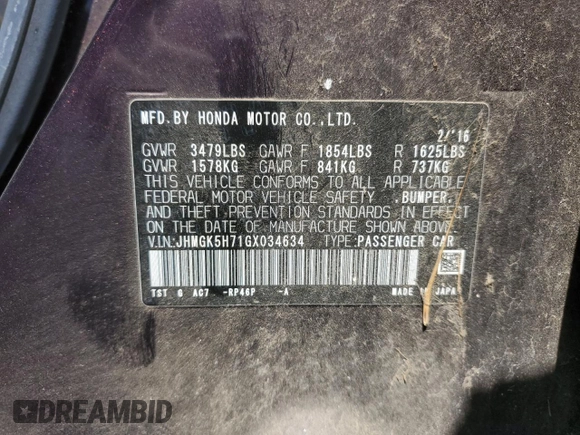 MFD.BY HONDA MOTOR CO.,LTD.
2/'16
GVWR 3479LBS GAWR F 1854LBS R 1625LBS
GVWR 1578KG GAWR F 841KG R 737KG
THIS VEHICLE CONFORMS TO ALL APPLICABLE
FEDERAL MOTOR VEHICLE SAFETY ,BUMPER,
AND THEFT PREVENTION STANDARDS IN EFFECT
ON THE DATE OF MANUFACTURE SHOWN ABOVE.
V.IN:JHMGK5H71GX034634 TYPE:PASSENGER CAR
TST 0 AC7 -RP46P -A MADE JAPAN
DREAMBID